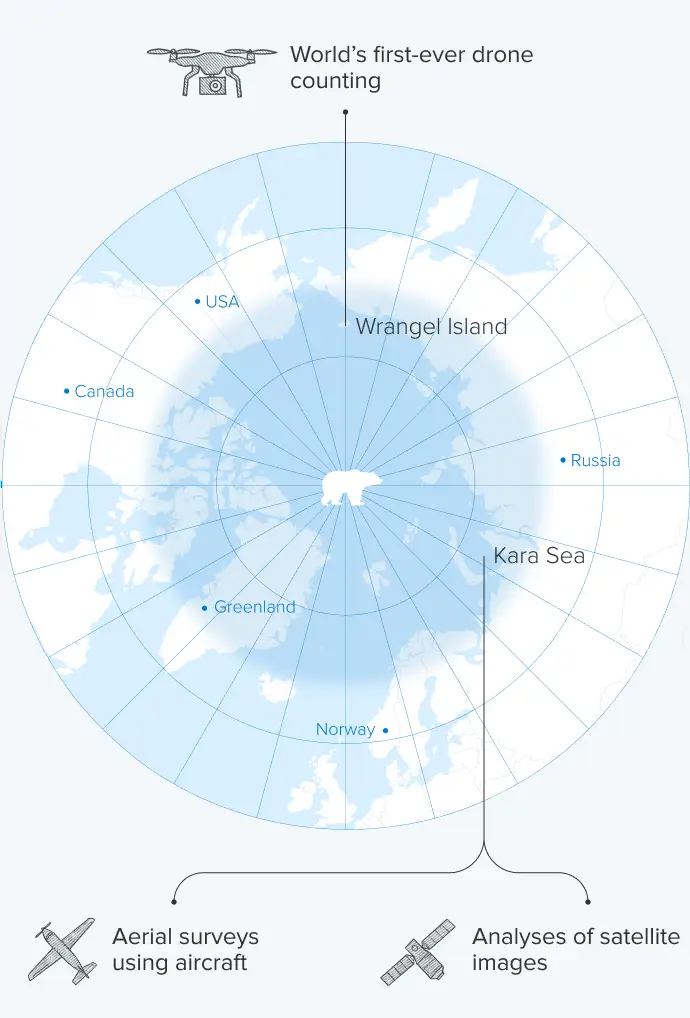 World’s first-ever drone
counting
USA
Wrangel Island
Canada
Russia
Kara Sea
Greenland
Norway
Aerial surveys
using aircraft
Analyses of satellite
images